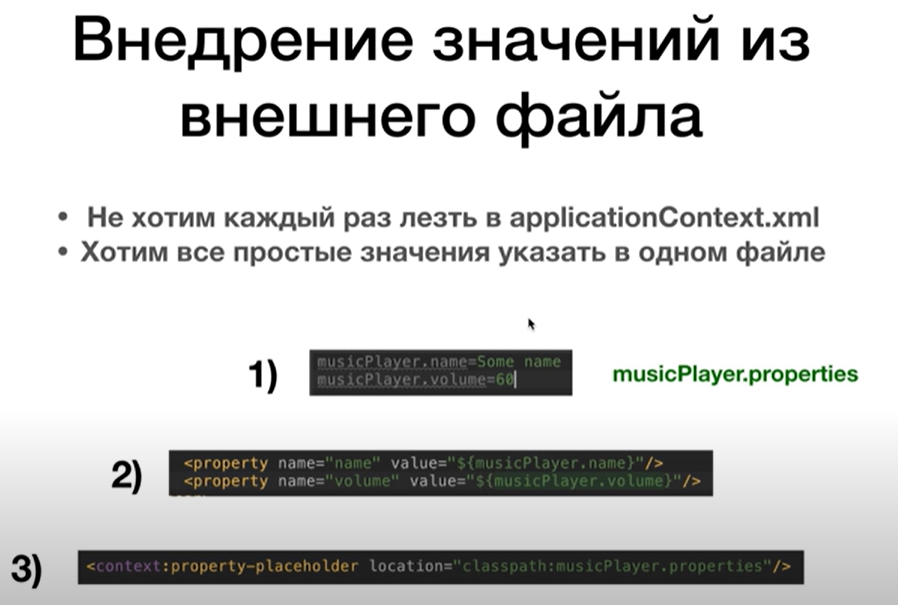 Внедрение значений из
внешнего файла
• Не хотим каждый раз лезть в applicationContext.xml
• Хотим все простые значения указать в одном файле
1)
musicPlayer.name=Some name
musicPlayer.volume=60
musicPlayer.properties
2)
<property name="name" value="${musicPlayer.name}"/>
<property name="volume" value="${musicPlayer.volume}"/>
3)
<context:property-placeholder location="classpath:musicPlayer.properties"/>